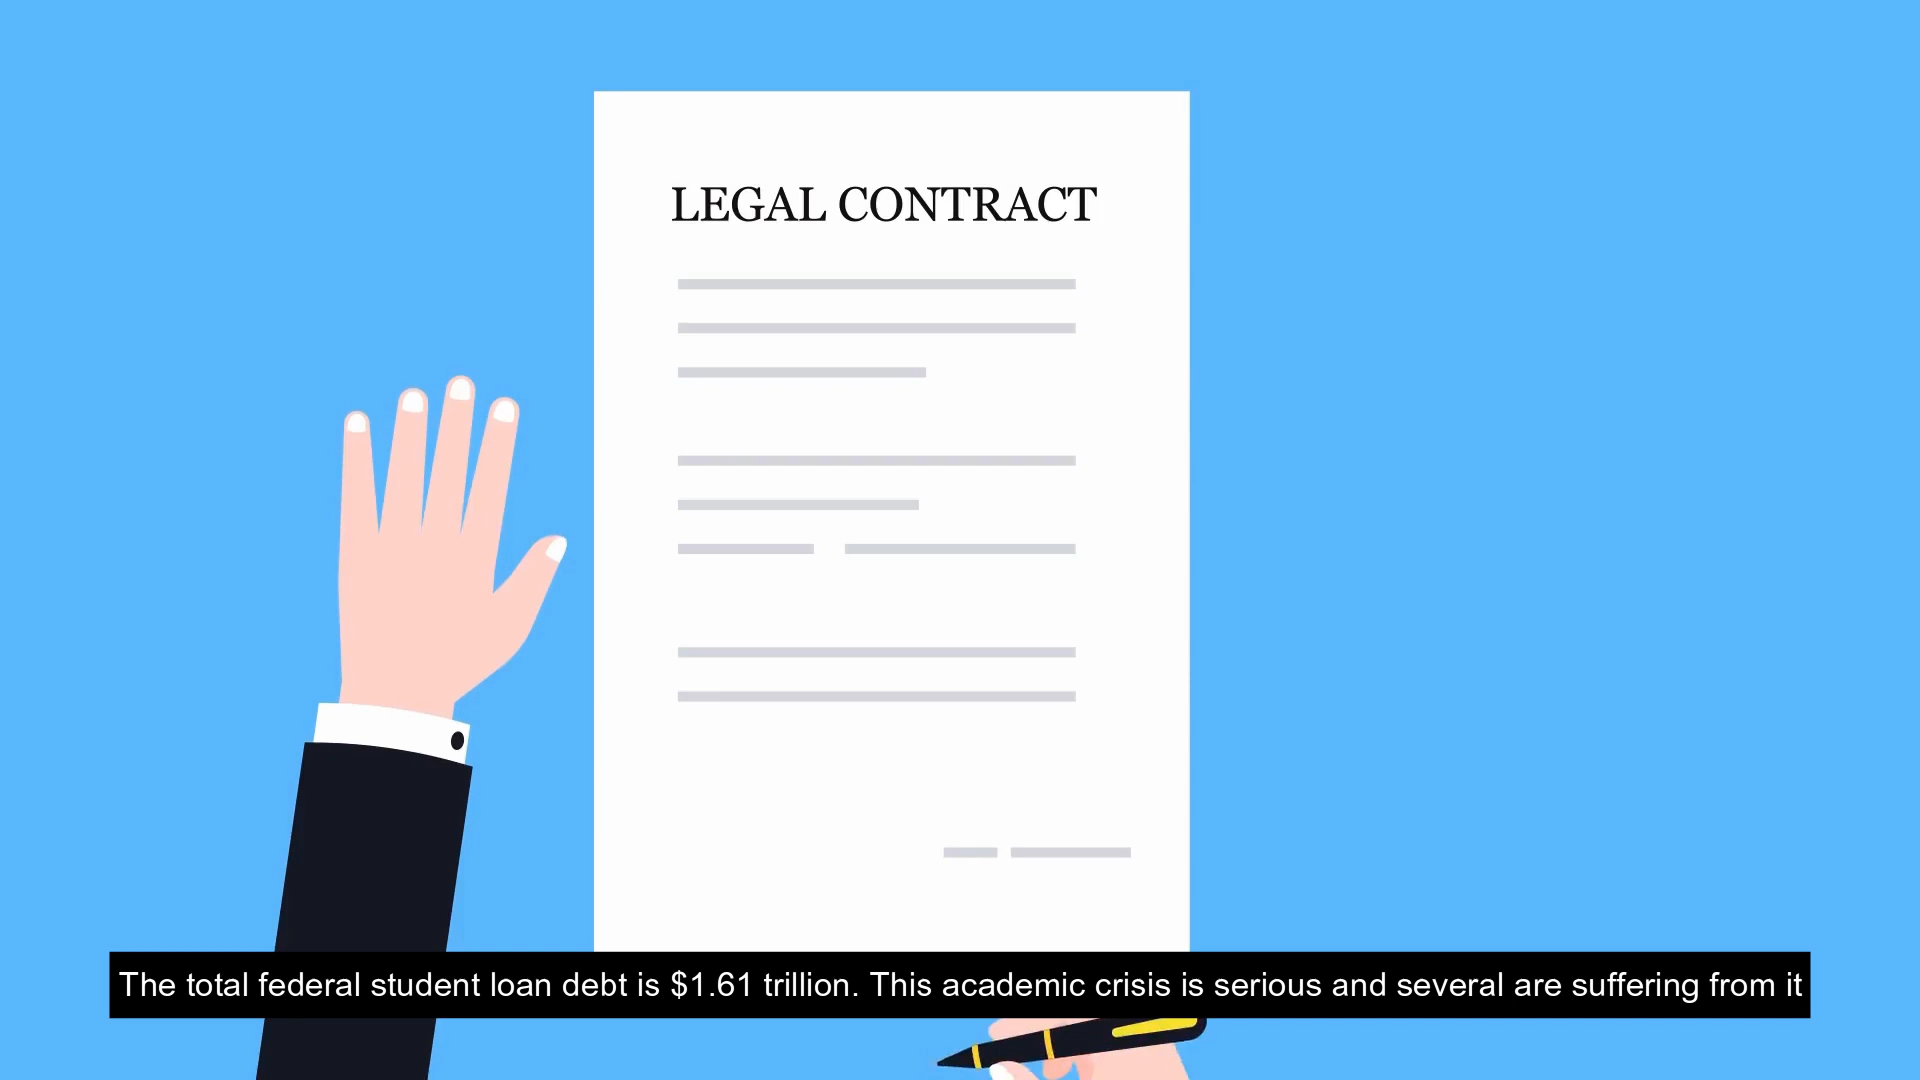 LEGAL CONTRACT
The total federal student loan debt is $1.61 trillion. This academic crisis is serious and several are suffering from it